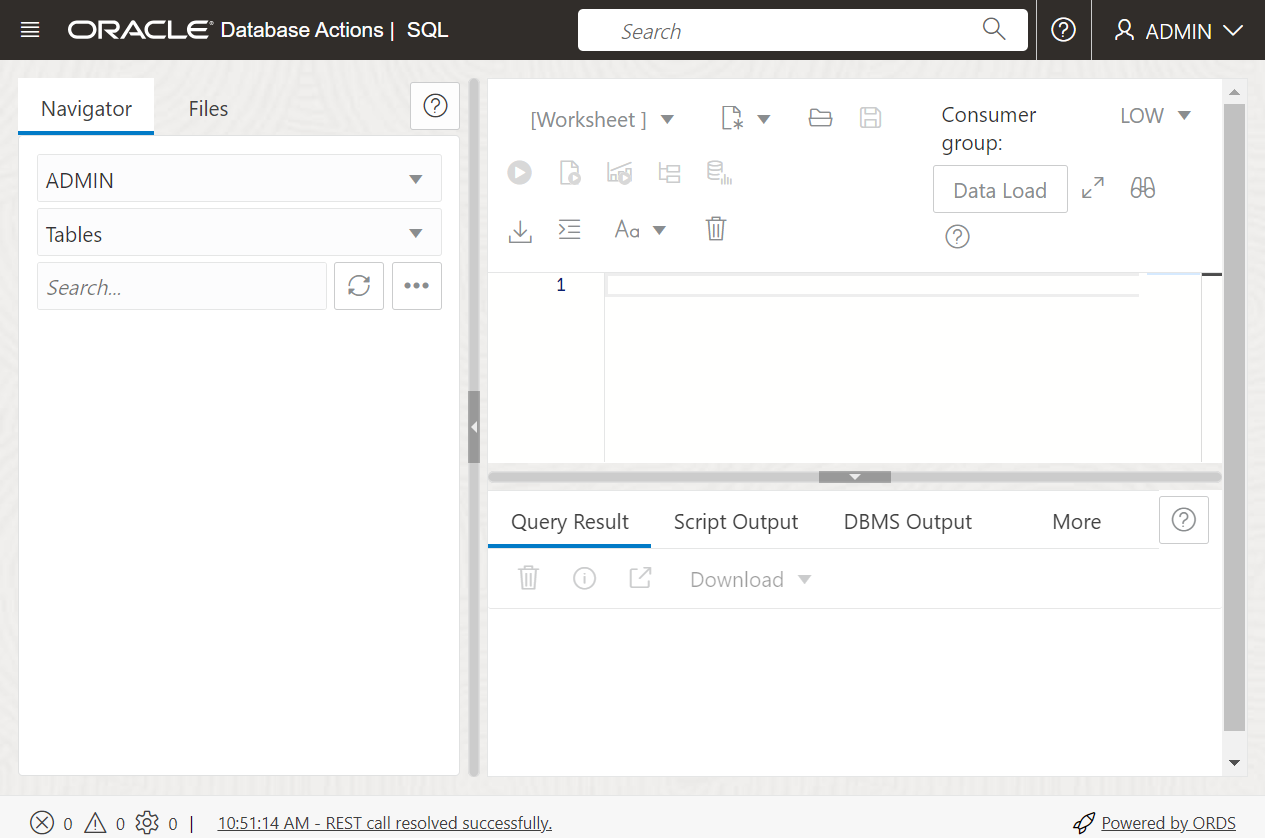 ORACLE Database Actions | SQL
Search
ADMIN
Navigator
Files
ADMIN
Tables
Search...
[Worksheet ]
Aa
Consumer group:
LOW
Data Load
1
Query Result
Script Output
DBMS Output
More
Download
0
0
0
|
10:51:14 AM - REST call resolved successfully.
Powered by ORDS